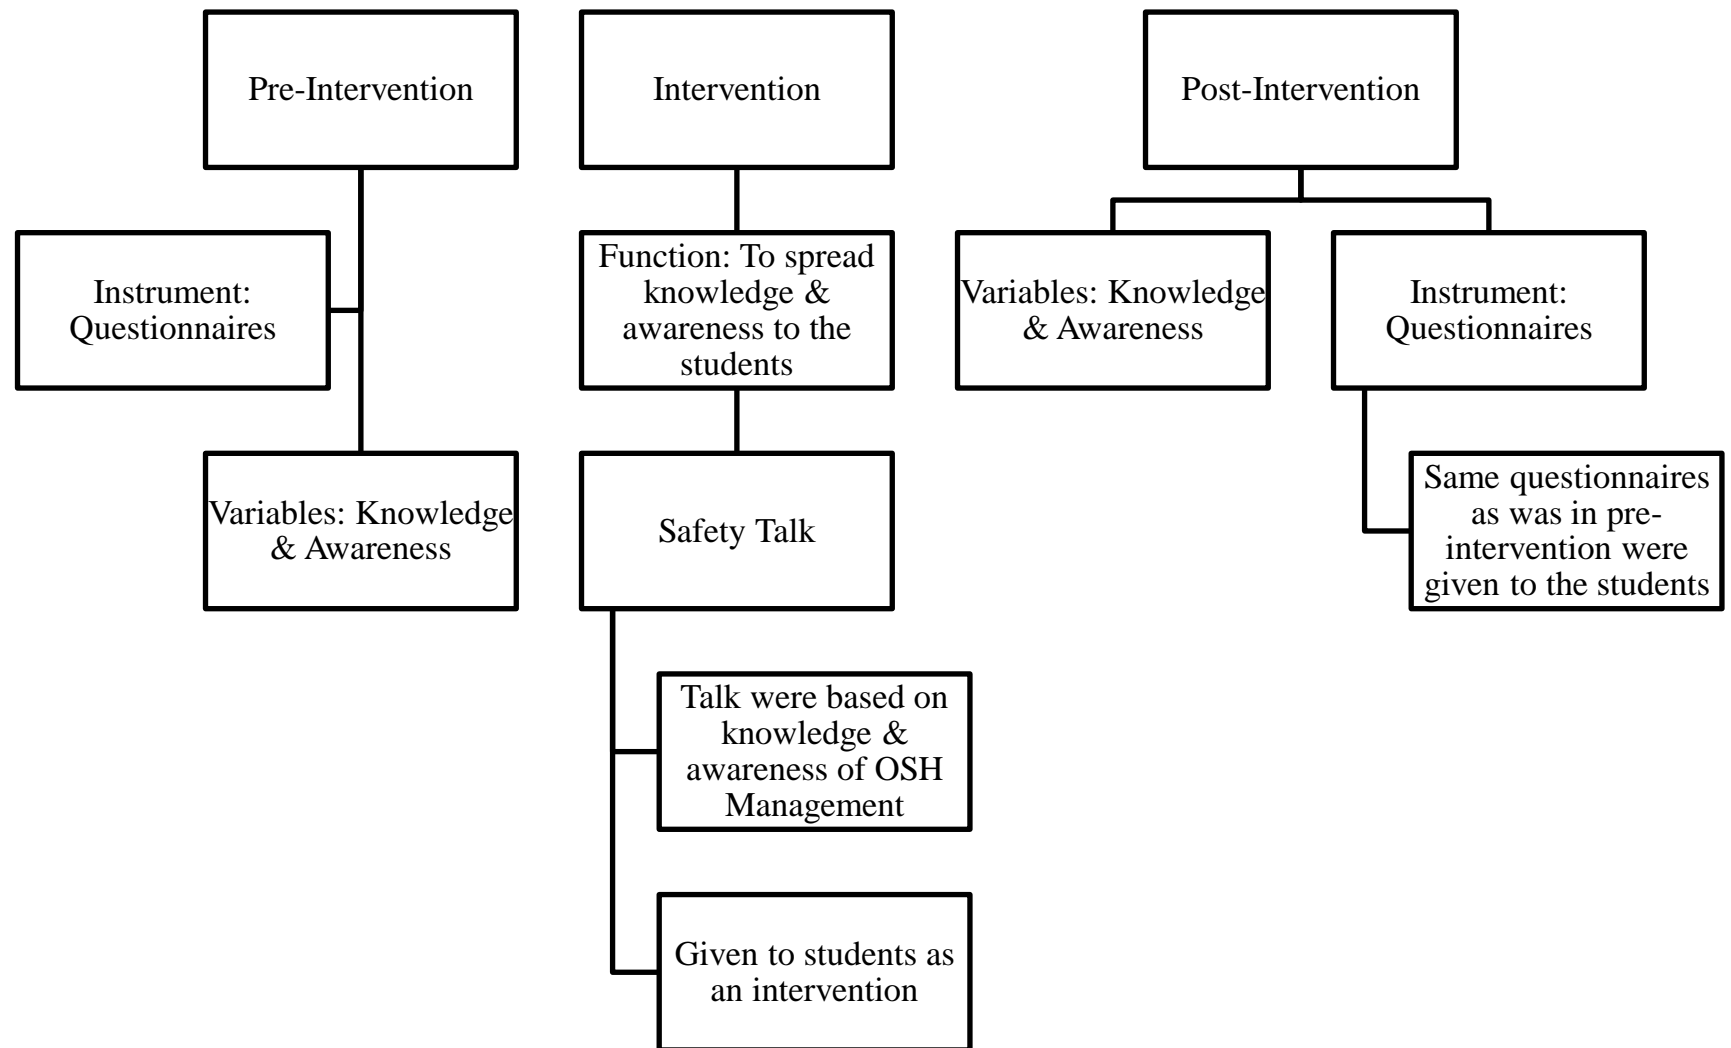 Pre-Intervention
Instrument:
Questionnaires
Variables: Knowledge
& Awareness
Intervention
Function: To spread
knowledge &
awareness to the
students
Safety Talk
Talk were based on
knowledge &
awareness of OSH
Management
Given to students as
an intervention
Post-Intervention
Variables: Knowledge
& Awareness
Instrument:
Questionnaires
Same questionnaires
as was in pre-
intervention were
given to the students